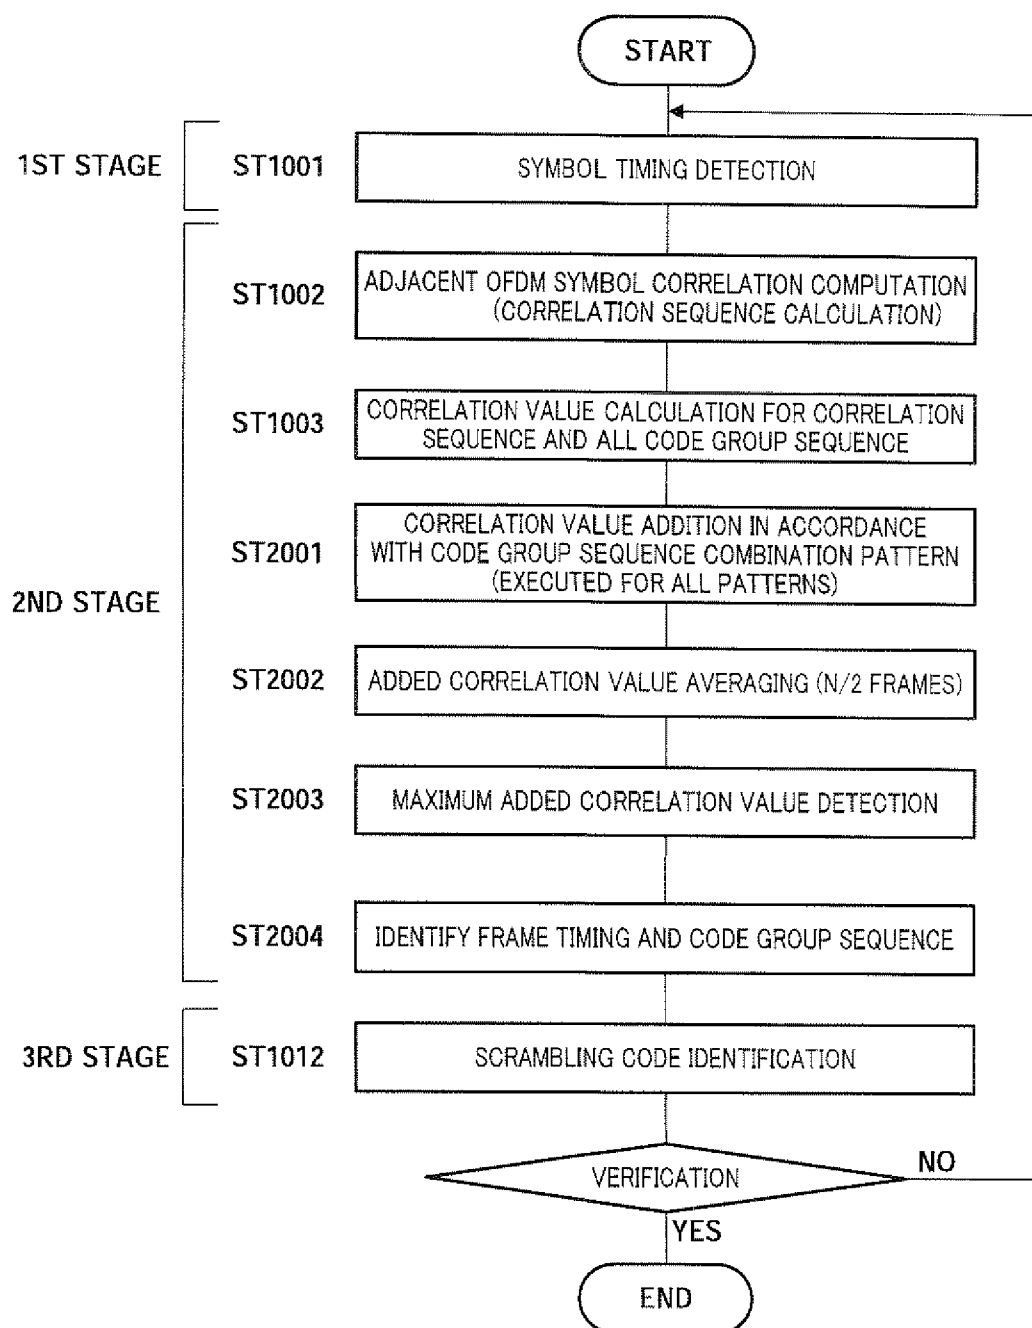 START
1ST STAGE
ST1001
SYMBOL TIMING DETECTION
2ND STAGE
ST1002
ADJACENT OFDM SYMBOL CORRELATION COMPUTATION
(CORRELATION SEQUENCE CALCULATION)
ST1003
CORRELATION VALUE CALCULATION FOR CORRELATION
SEQUENCE AND ALL CODE GROUP SEQUENCE
ST2001
CORRELATION VALUE ADDITION IN ACCORDANCE
WITH CODE GROUP SEQUENCE COMBINATION PATTERN
(EXECUTED FOR ALL PATTERNS)
ST2002
ADDED CORRELATION VALUE AVERAGING (N/2 FRAMES)
ST2003
MAXIMUM ADDED CORRELATION VALUE DETECTION
ST2004
IDENTIFY FRAME TIMING AND CODE GROUP SEQUENCE
3RD STAGE
ST1012
SCRAMBLING CODE IDENTIFICATION
VERIFICATION
NO
YES
END